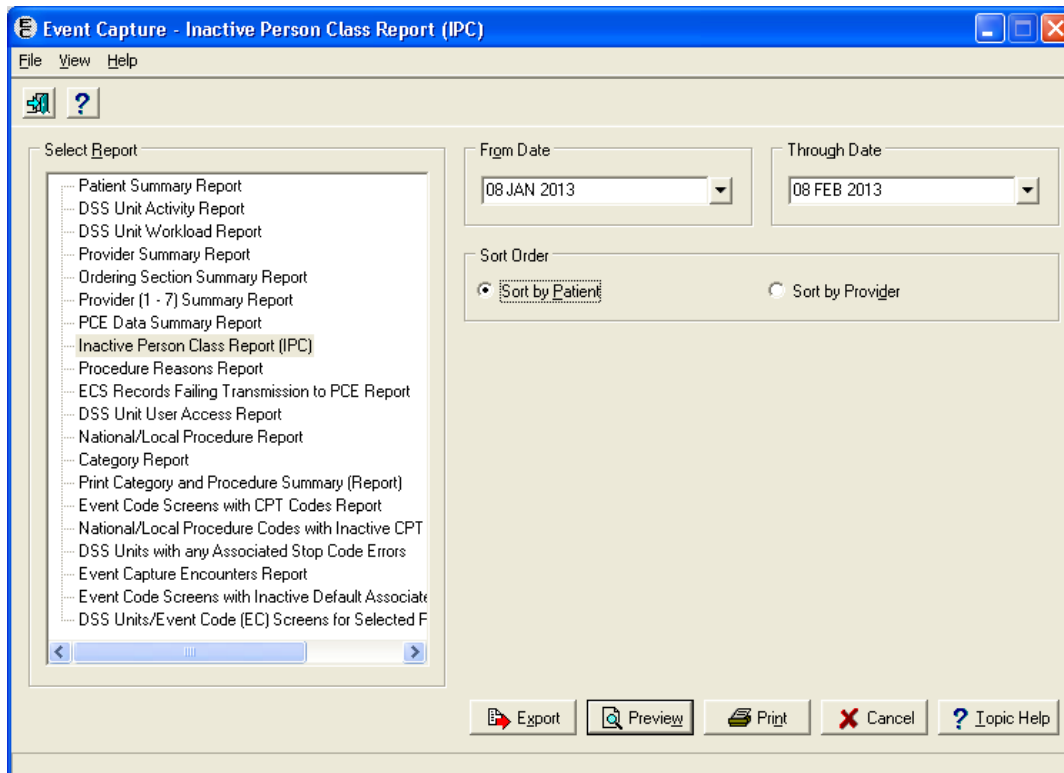 Event Capture - Inactive Person Class Report (IPC)
File View Help
Select Report
Patient Summary Report
DSS Unit Activity Report
DSS Unit Workload Report
Provider Summary Report
Ordering Section Summary Report
Provider (1 - 7) Summary Report
PCE Data Summary Report
Inactive Person Class Report (IPC)
Procedure Reasons Report
ECS Records Failing Transmission to PCE Report
DSS Unit User Access Report
National/Local Procedure Report
Category Report
Print Category and Procedure Summary (Report)
Event Code Screens with CPT Codes Report
National/Local Procedure Codes with Inactive CPT
DSS Units with any Associated Stop Code Errors
Event Capture Encounters Report
Event Code Screens with Inactive Default Associate
DSS Units/Event Code (EC) Screens for Selected F
From Date
08 JAN 2013
Through Date
08 FEB 2013
Sort Order
Sort by Patient
Sort by Provider
Export Preview Print Cancel ? Topic Help